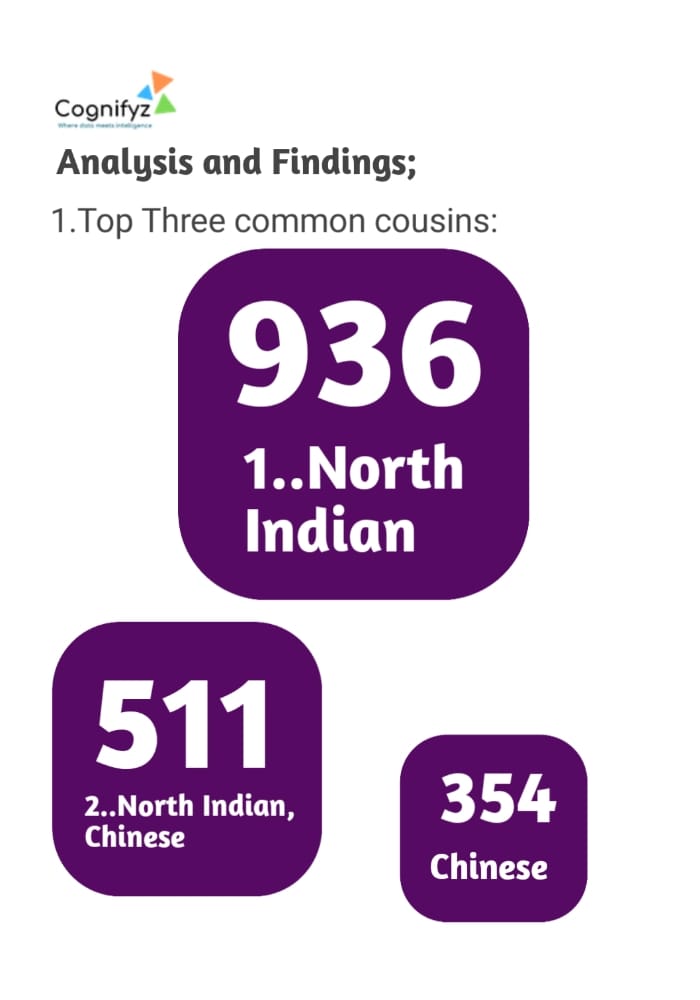 Cognifyz
Where data meets intelligence
Analysis and Findings;
1.Top Three common cousins:
936
1..North
Indian
511
2..North Indian,
Chinese
354
Chinese